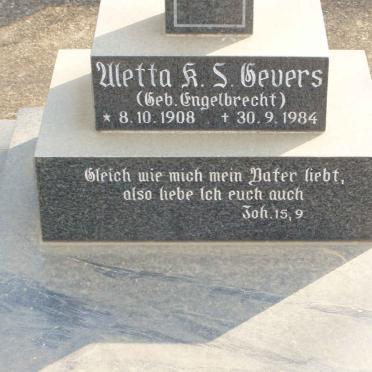 Aletta K. S. Gevers
(Geb. Engelbrecht)
* 8.10.1908 + 30.9.1984
Gleich wie mich mein Vater liebt,
also liebe Ich euch auch
Joh. 15, 9